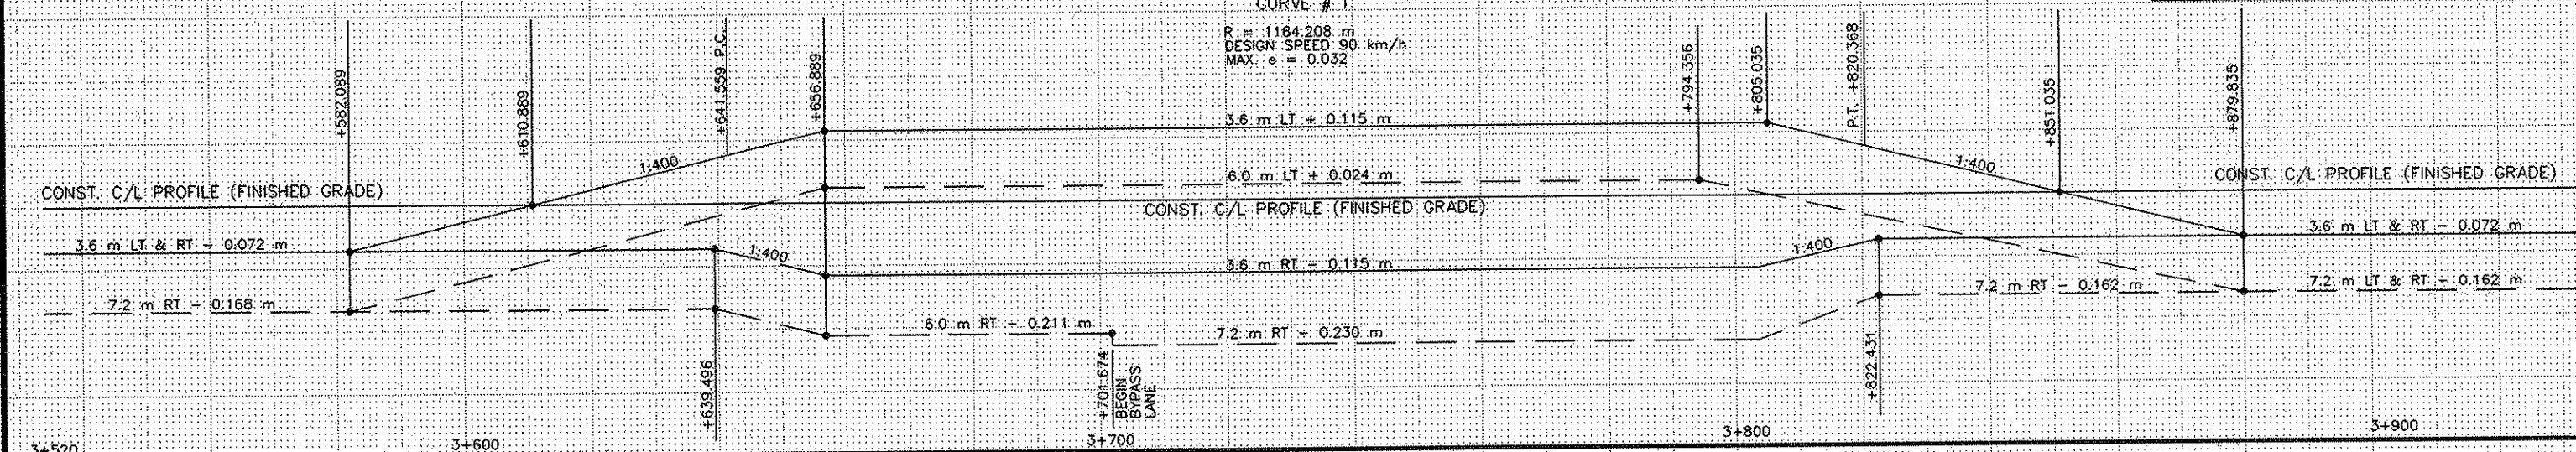 CURVE # 1
R = 1164.208 m
DESIGN SPEED 90 km/h
MAX. e = 0.032
+582.089
+610.889
+641.559 P.C.
+656.889
+794.356
+805.035
P.T. +820.368
+851.035
+879.835
3.6 m LT + 0.115 m
1:400
1:400
6.0 m LT + 0.024 m
CONST. C/L PROFILE (FINISHED GRADE)
CONST. C/L PROFILE (FINISHED GRADE)
CONST. C/L PROFILE (FINISHED GRADE)
3.6 m LT & RT - 0.072 m
1:400
3.6 m RT - 0.115 m
1:400
3.6 m LT & RT - 0.072 m
7.2 m RT - 0.168 m
6.0 m RT - 0.211 m
7.2 m RT - 0.230 m
7.2 m RT - 0.162 m
7.2 m LT & RT - 0.162 m
+639.496
+701.674
BEGIN
BYPASS
LANE
+822.431
3+520
3+600
3+700
3+800
3+900